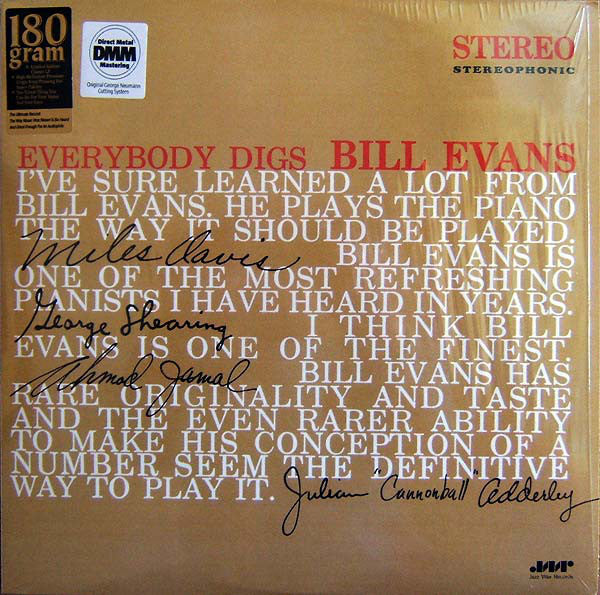 180
gram
Direct Metal
DMM
Mastering
Original George Neumann
Cutting System
STEREO
STEREOPHONIC
EVERYBODY DIGS BILL EVANS
I'VE SURE LEARNED A LOT FROM
BILL EVANS. HE PLAYS THE PIANO
THE WAY IT SHOULD BE PLAYED.
Miles Davis BILL EVANS IS
ONE OF THE MOST REFRESHING
PIANISTS I HAVE HEARD IN YEARS.
George Shearing I THINK BILL
EVANS IS ONE OF THE FINEST.
Ahmad Jamal BILL EVANS HAS
RARE ORIGINALITY AND TASTE
AND THE EVEN RARER ABILITY
TO MAKE HIS CONCEPTION OF A
NUMBER SEEM THE DEFINITIVE
WAY TO PLAY IT. Julian "Cannonball" Adderley
JWR
Jazz Wax Records